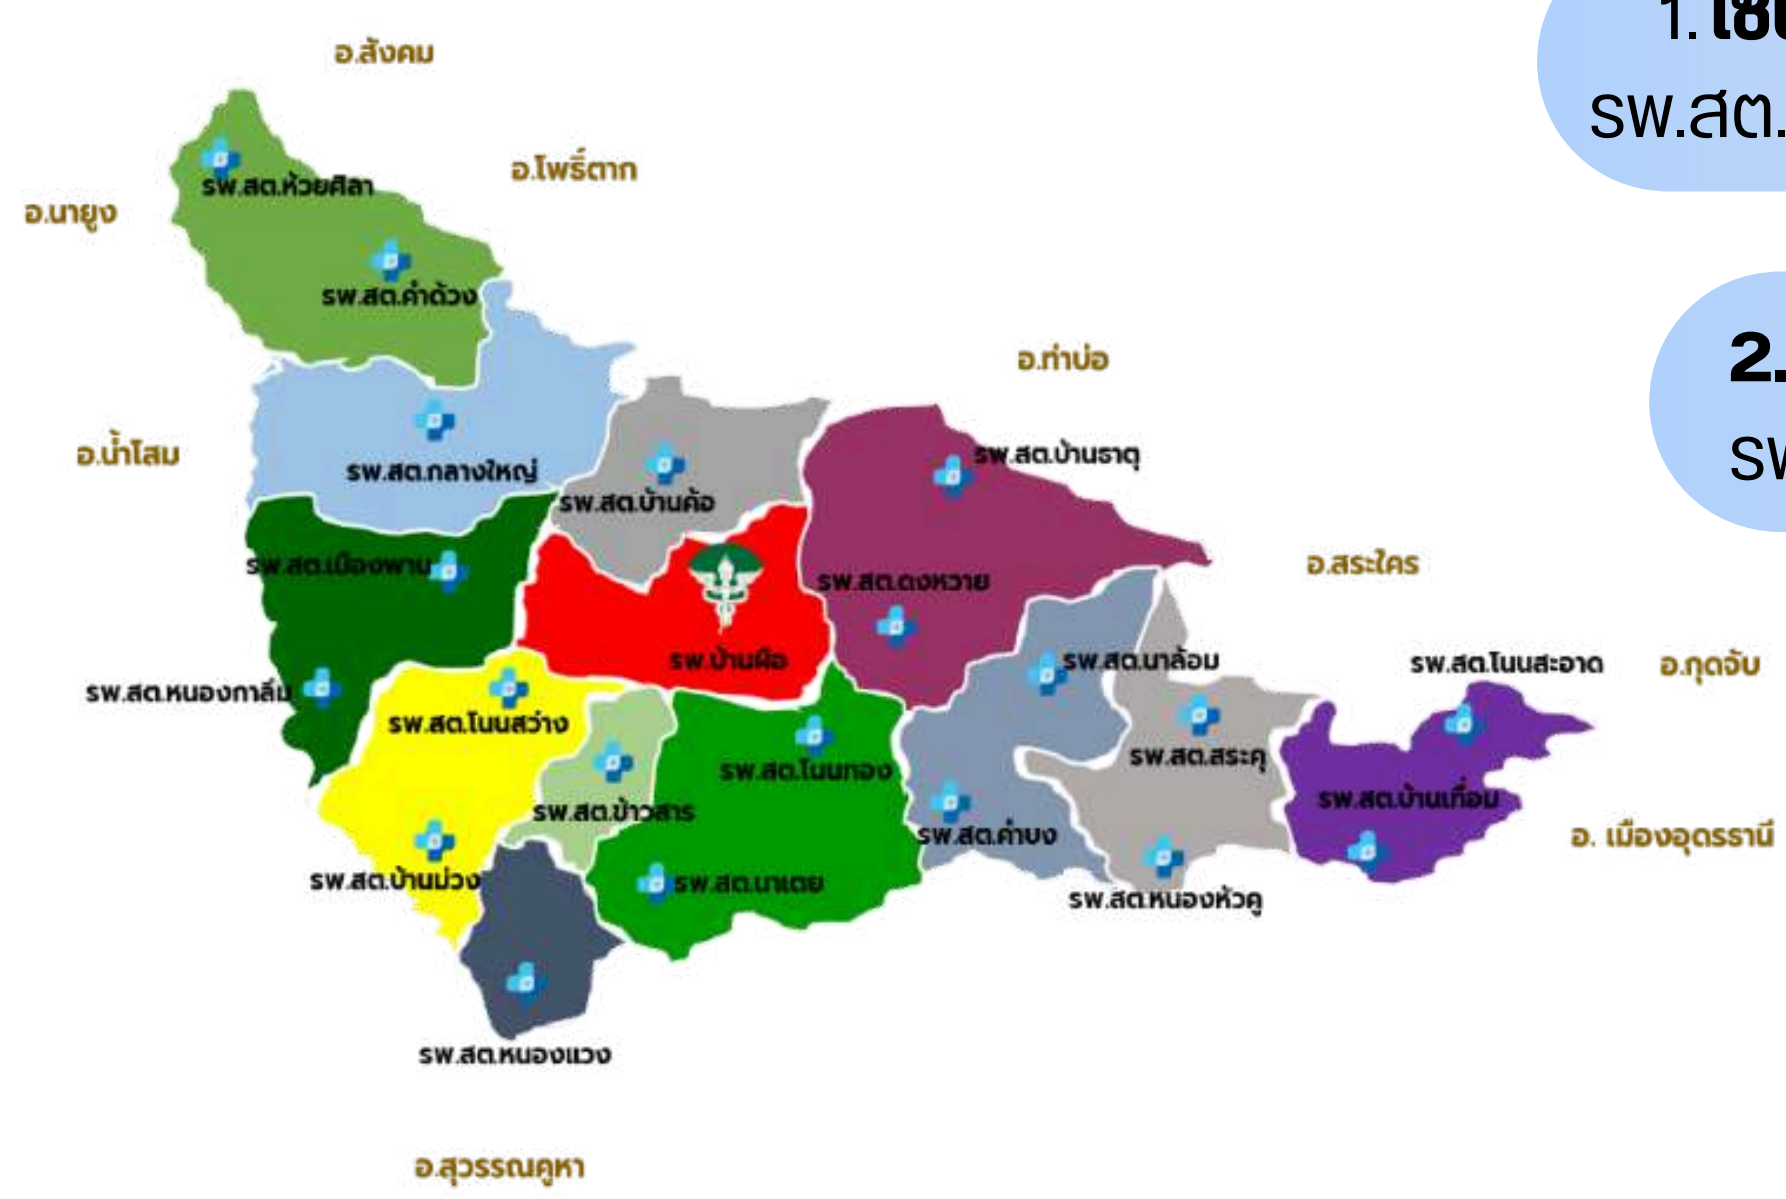 อ.สังคม
อ.โพธิ์ตาก
อ.นายูง
รพ.สต.ห้วยศิลา
รพ.สต.คำด้วง
อ.ท่าบ่อ
อ.น้ำโสม
รพ.สต.กลางใหญ่
รพ.สต.บ้านค้อ
รพ.สต.บ้านธาตุ
รพ.สต.เมืองพาน
รพ.สต.ดงหวาย
อ.สระใคร
รพ.บ้านผือ
รพ.สต.นาล้อม
รพ.สต.โนนสะอาด
อ.กุดจับ
รพ.สต.หนองกาลึม
รพ.สต.โนนสว่าง
รพ.สต.โนนทอง
รพ.สต.สระคุ
รพ.สต.บ้านเทื่อม
รพ.สต.ข้าวสาร
รพ.สต.คำบง
อ. เมืองอุดรธานี
รพ.สต.บ้านม่วง
รพ.สต.นาเตย
รพ.สต.หนองหัวคู
รพ.สต.หนองแวง
อ.สุวรรณคูหา
1.
รพ.สต.
2.